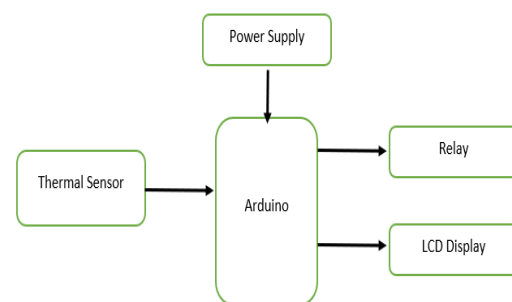 Power Supply
Thermal Sensor
Arduino
Relay
LCD Display